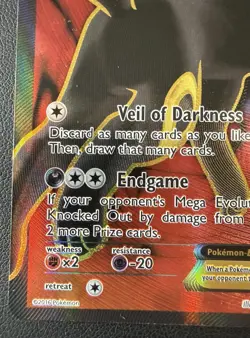 Veil of Darkness
Discard as many cards as you like
Then, draw that many cards.
Endgame
If your opponent's Mega Evolut
Knocked Out by damage from
2 more Prize cards.
weakness
×2
resistance
-20
Pokémon-
When a Pokémo
your opponent t
retreat
©2016 Pokémon